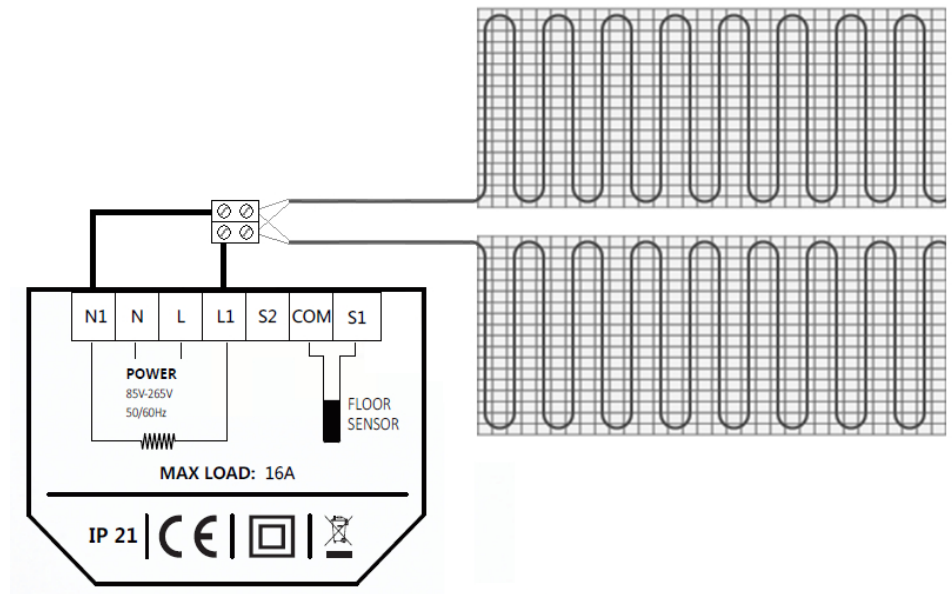 N1 N L L1 S2 COM S1
POWER
85V-265V
50/60Hz
FLOOR
SENSOR
MAX LOAD: 16A
IP 21 CE